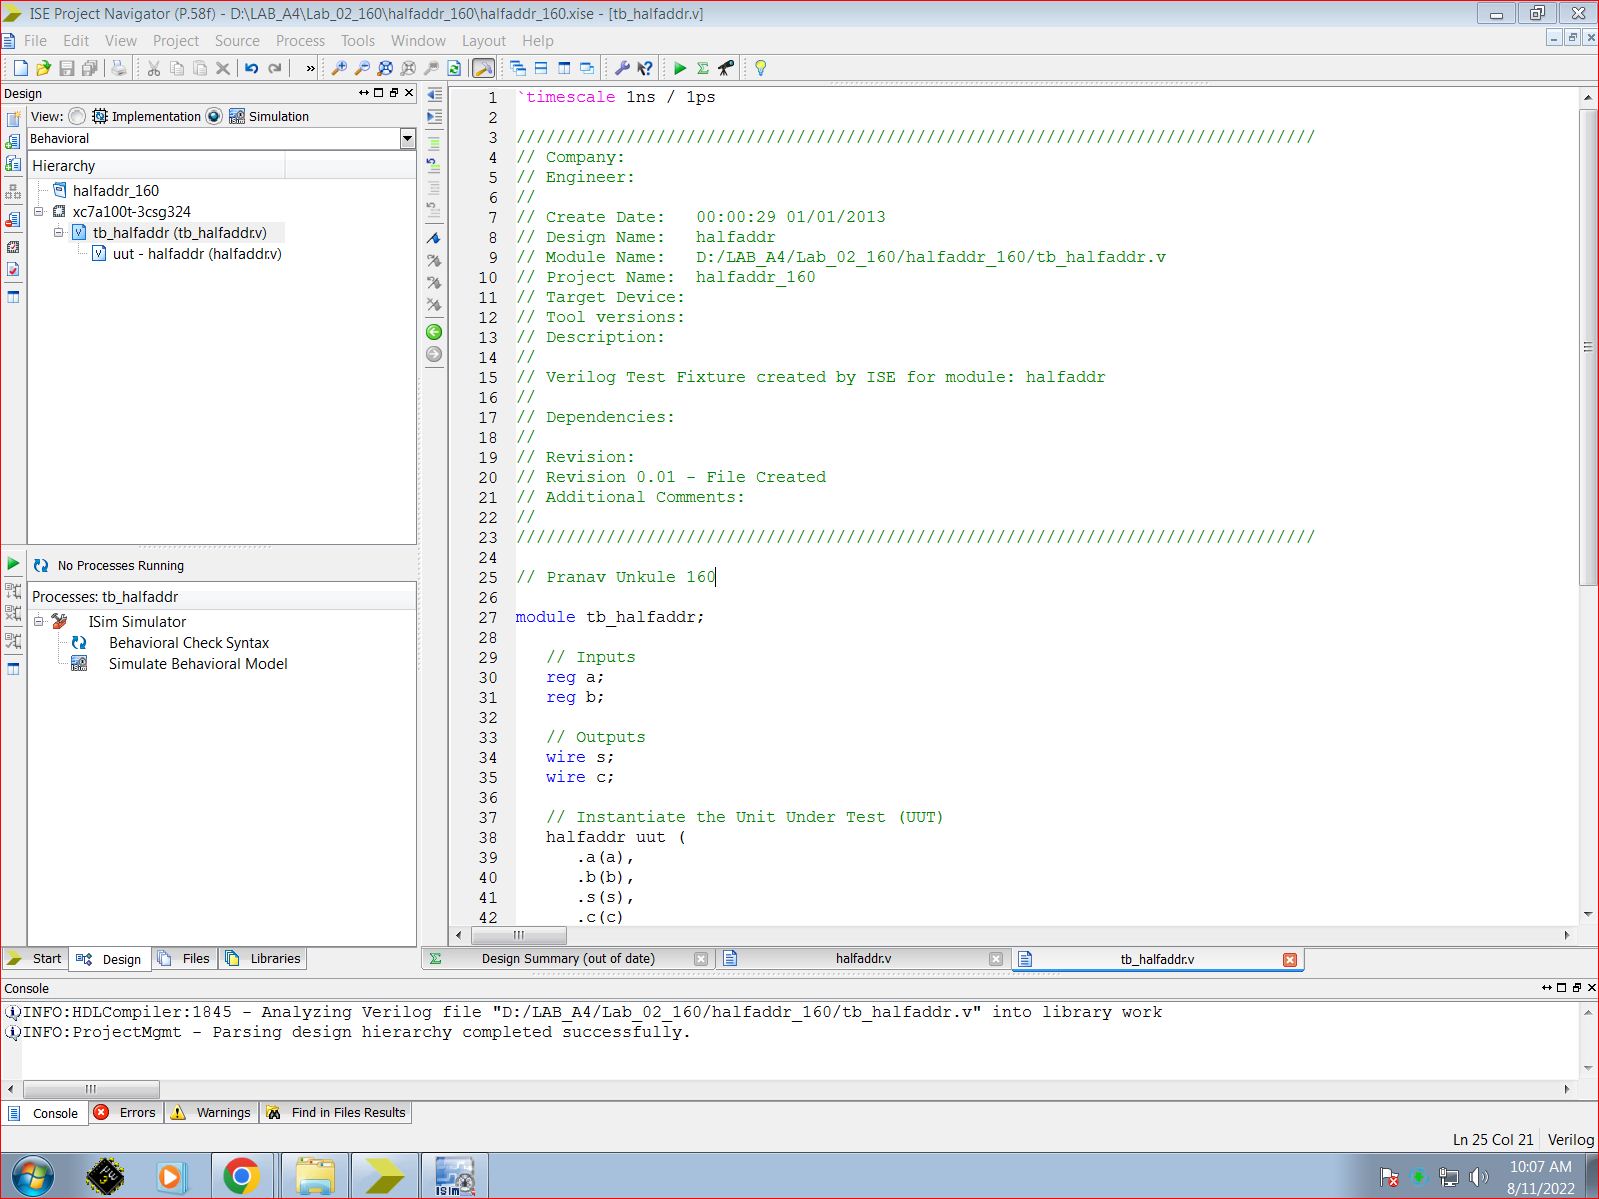 ISE Project Navigator (P.58f) - D:\LAB_A4\Lab_02_160\halfaddr_160\halfaddr_160.xise - [tb_halfaddr.v]
File Edit View Project Source Process Tools Window Layout Help
Design
View: Implementation Simulation
Behavioral
Hierarchy
halfaddr_160
xc7a100t-3csg324
tb_halfaddr (tb_halfaddr.v)
uut - halfaddr (halfaddr.v)
No Processes Running
Processes: tb_halfaddr
ISim Simulator
Behavioral Check Syntax
Simulate Behavioral Model
Start Design Files Libraries
1 `timescale 1ns / 1ps
2
3 ////////////////////////////////////////////////////////////////////////////////
4 // Company:
5 // Engineer:
6 //
7 // Create Date: 00:00:29 01/01/2013
8 // Design Name: halfaddr
9 // Module Name: D:/LAB_A4/Lab_02_160/halfaddr_160/tb_halfaddr.v
10 // Project Name: halfaddr_160
11 // Target Device:
12 // Tool versions:
13 // Description:
14 //
15 // Verilog Test Fixture created by ISE for module: halfaddr
16 //
17 // Dependencies:
18 //
19 // Revision:
20 // Revision 0.01 - File Created
21 // Additional Comments:
22 //
23 ////////////////////////////////////////////////////////////////////////////////
24
25 // Pranav Unkule 160
26
27 module tb_halfaddr;
28
29 // Inputs
30 reg a;
31 reg b;
32
33 // Outputs
34 wire s;
35 wire c;
36
37 // Instantiate the Unit Under Test (UUT)
38 halfaddr uut (
39 .a(a),
40 .b(b),
41 .s(s),
42 .c(c)
Design Summary (out of date) halfaddr.v tb_halfaddr.v
Console
INFO:HDLCompiler:1845 - Analyzing Verilog file "D:/LAB_A4/Lab_02_160/halfaddr_160/tb_halfaddr.v" into library work
INFO:ProjectMgmt - Parsing design hierarchy completed successfully.
Console Errors Warnings Find in Files Results
Ln 25 Col 21 Verilog
ISim
10:07 AM
8/11/2022